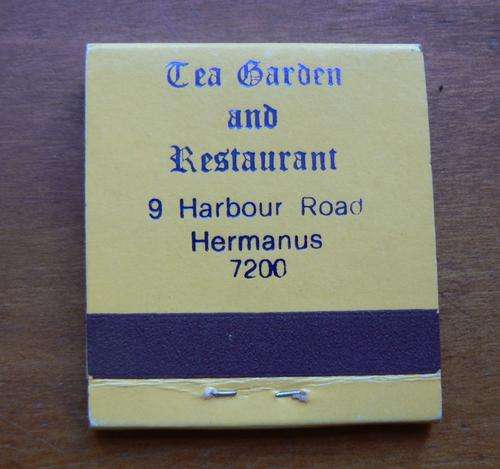 Tea Garden
and
Restaurant
9 Harbour Road
Hermanus
7200